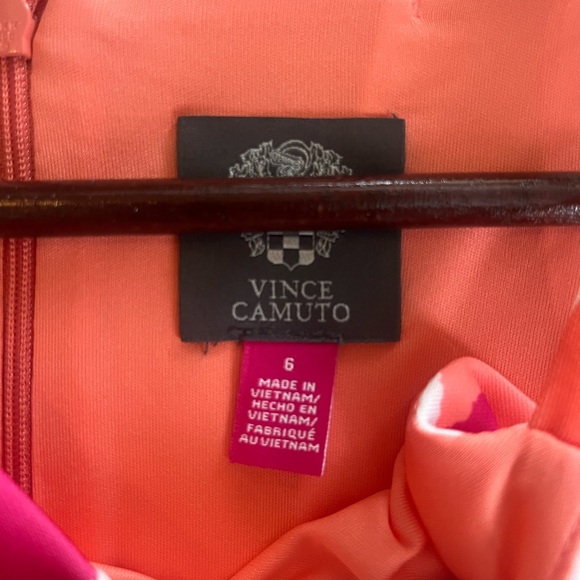 VINCE
CAMUTO
6
MADE IN
VIETNAM/
HECHO EN
VIETNAM/
FABRIQUÉ
AU VIETNAM